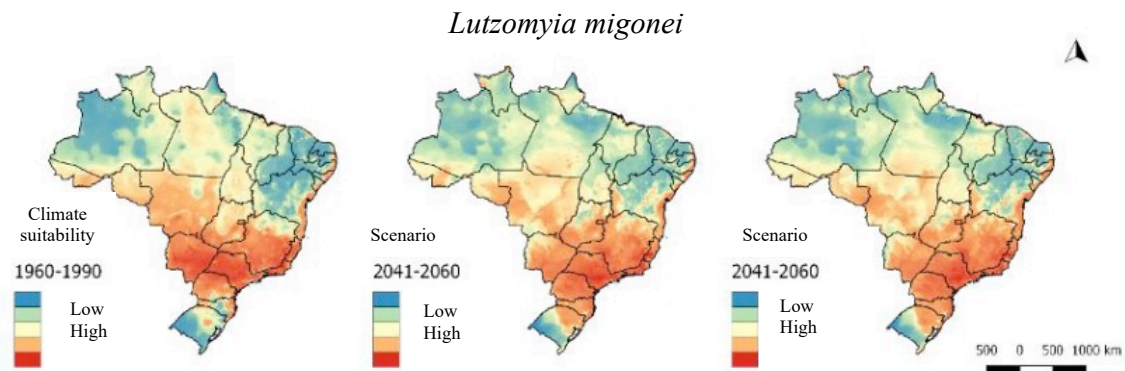 Lutzomyia migonei
Climate
suitability
1960-1990
Low
High
Scenario
2041-2060
Low
High
Scenario
2041-2060
Low
High
500 0 500 1000 km